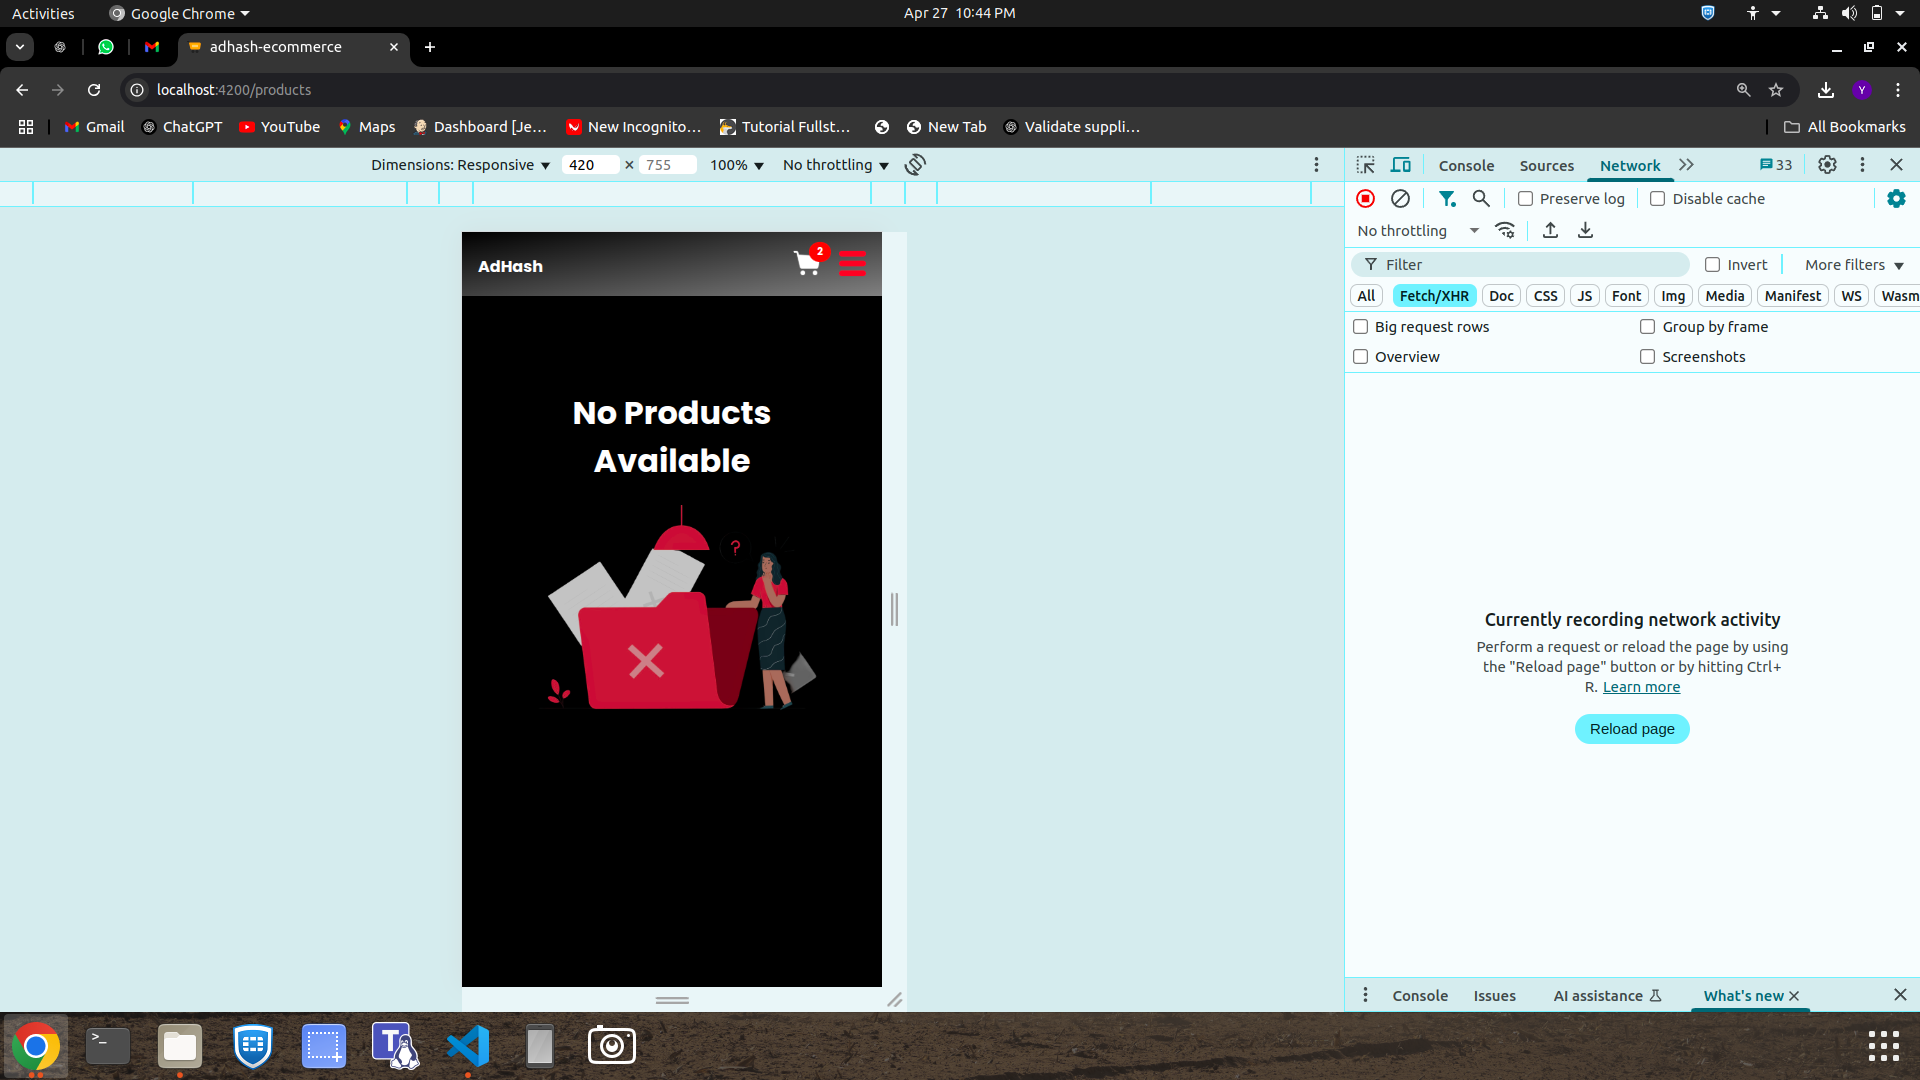 Activities
Google Chrome
Apr 27 10:44 PM
adhash-ecommerce
localhost:4200/products
Y
Gmail
ChatGPT
YouTube
Maps
Dashboard [Je...
New Incognito...
Tutorial Fullst...
New Tab
Validate suppli...
All Bookmarks
Dimensions: Responsive
420 × 755
100%
No throttling
Console
Sources
Network
33
Preserve log
Disable cache
No throttling
Filter
Invert
More filters
All
Fetch/XHR
Doc
CSS
JS
Font
Img
Media
Manifest
WS
Wasm
Big request rows
Group by frame
Overview
Screenshots
AdHash
2
No Products
Available
?
Currently recording network activity
Perform a request or reload the page by using
the "Reload page" button or by hitting Ctrl+
R. Learn more
Reload page
Console
Issues
AI assistance
What's new
>_
T